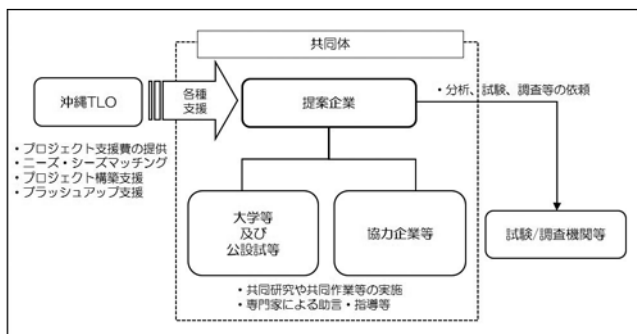 共同体
沖縄TLO
各種
支援
提案企業
・分析、試験、調査等の依頼
・プロジェクト支援費の提供
・ニーズ・シーズマッチング
・プロジェクト構築支援
・ブラッシュアップ支援
大学等
及び
公設試等
協力企業等
試験/調査機関等
・共同研究や共同作業等の実施
・専門家による助言・指導等